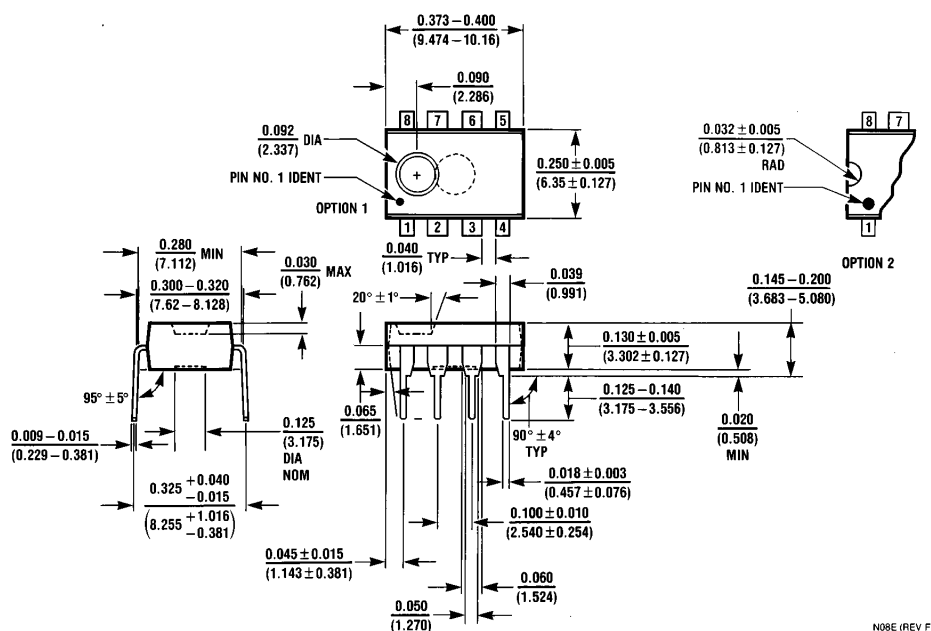 0.373 – 0.400
(9.474 – 10.16)
0.090
(2.286)
8 7 6 5
0.092 DIA
(2.337)
PIN NO. 1 IDENT
OPTION 1
1 2 3 4
0.250 ± 0.005
(6.35 ± 0.127)
8 7
0.032 ± 0.005
(0.813 ± 0.127)
RAD
PIN NO. 1 IDENT
1
OPTION 2
0.280 MIN
(7.112)
0.300 – 0.320
(7.62 – 8.128)
0.030 MAX
(0.762)
0.040 TYP
(1.016)
20° ± 1°
0.039
(0.991)
0.145 – 0.200
(3.683 – 5.080)
0.130 ± 0.005
(3.302 ± 0.127)
0.125 – 0.140
(3.175 – 3.556)
0.020
(0.508)
MIN
95° ± 5°
0.009 – 0.015
(0.229 – 0.381)
0.125
(3.175)
DIA
NOM
0.065
(1.651)
90° ± 4°
TYP
0.018 ± 0.003
(0.457 ± 0.076)
0.325 +0.040
-0.015
(8.255 +1.016
-0.381)
0.100 ± 0.010
(2.540 ± 0.254)
0.045 ± 0.015
(1.143 ± 0.381)
0.060
(1.524)
0.050
(1.270)
N08E (REV F